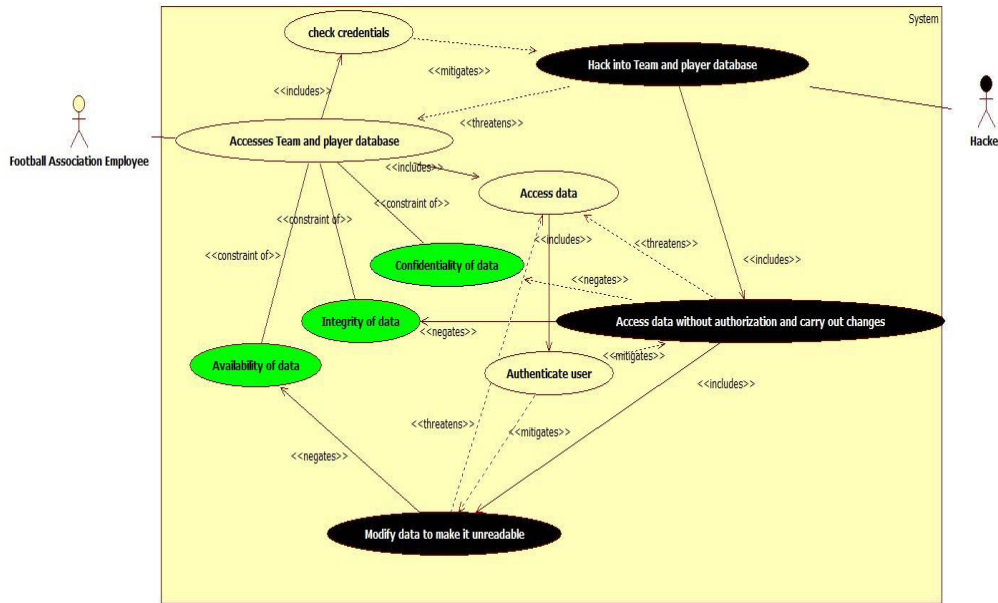 System
check credentials
<<mitigates>>
Hack into Team and player database
<<includes>>
<<threatens>>
Football Association Employee
Accesses Team and player database
Hacke
<<includes>>
Access data
<<constraint of>>
<<constraint of>>
<<constraint of>>
<<includes>>
<<threatens>>
Confidentiality of data
<<negates>>
<<includes>>
Integrity of data
<<negates>>
Access data without authorization and carry out changes
<<mitigates>>
Availability of data
Authenticate user
<<includes>>
<<threatens>>
<<mitigates>>
<<negates>>
Modify data to make it unreadable